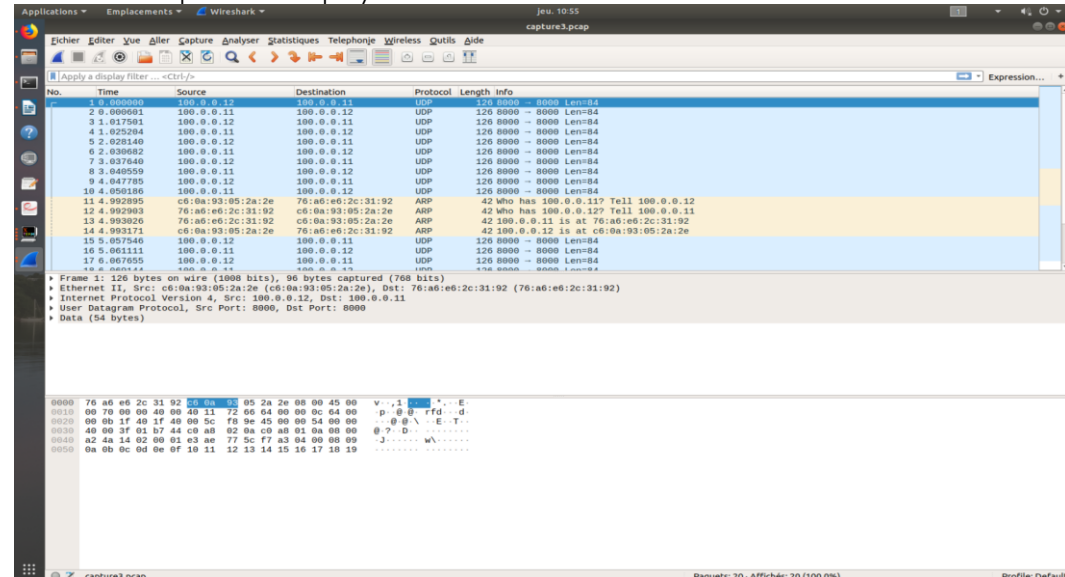 Applications ▾ Emplacements ▾ Wireshark ▾ jeu. 10:55 1
capture3.pcap
Fichier Editer Vue Aller Capture Analyser Statistiques Telephonie Wireless Outils Aide
Apply a display filter ... <Ctrl-/> Expression... +
No. Time Source Destination Protocol Length Info
1 0.000000 100.0.0.12 100.0.0.11 UDP 126 8000 → 8000 Len=84
2 0.000601 100.0.0.11 100.0.0.12 UDP 126 8000 → 8000 Len=84
3 1.017501 100.0.0.12 100.0.0.11 UDP 126 8000 → 8000 Len=84
4 1.025204 100.0.0.11 100.0.0.12 UDP 126 8000 → 8000 Len=84
5 2.028140 100.0.0.12 100.0.0.11 UDP 126 8000 → 8000 Len=84
6 2.030682 100.0.0.11 100.0.0.12 UDP 126 8000 → 8000 Len=84
7 3.037640 100.0.0.12 100.0.0.11 UDP 126 8000 → 8000 Len=84
8 3.040559 100.0.0.11 100.0.0.12 UDP 126 8000 → 8000 Len=84
9 4.047785 100.0.0.12 100.0.0.11 UDP 126 8000 → 8000 Len=84
10 4.050186 100.0.0.11 100.0.0.12 UDP 126 8000 → 8000 Len=84
11 4.992895 c6:0a:93:05:2a:2e 76:a6:e6:2c:31:92 ARP 42 Who has 100.0.0.11? Tell 100.0.0.12
12 4.992903 76:a6:e6:2c:31:92 c6:0a:93:05:2a:2e ARP 42 Who has 100.0.0.12? Tell 100.0.0.11
13 4.993026 76:a6:e6:2c:31:92 c6:0a:93:05:2a:2e ARP 42 100.0.0.11 is at 76:a6:e6:2c:31:92
14 4.993171 c6:0a:93:05:2a:2e 76:a6:e6:2c:31:92 ARP 42 100.0.0.12 is at c6:0a:93:05:2a:2e
15 5.057546 100.0.0.12 100.0.0.11 UDP 126 8000 → 8000 Len=84
16 5.061111 100.0.0.11 100.0.0.12 UDP 126 8000 → 8000 Len=84
17 6.067655 100.0.0.12 100.0.0.11 UDP 126 8000 → 8000 Len=84
Frame 1: 126 bytes on wire (1008 bits), 96 bytes captured (768 bits)
Ethernet II, Src: c6:0a:93:05:2a:2e (c6:0a:93:05:2a:2e), Dst: 76:a6:e6:2c:31:92 (76:a6:e6:2c:31:92)
Internet Protocol Version 4, Src: 100.0.0.12, Dst: 100.0.0.11
User Datagram Protocol, Src Port: 8000, Dst Port: 8000
Data (54 bytes)
0000 76 a6 e6 2c 31 92 c6 0a 93 05 2a 2e 08 00 45 00 v··,1·····*.··E·
0010 00 70 00 00 40 00 40 11 72 66 64 00 00 0c 64 00 ·p··@·@·rfd···d·
0020 00 0b 1f 40 1f 40 00 5c f8 9e 45 00 00 54 00 00 ···@·@·\··E··T··
0030 40 00 3f 01 b7 44 c0 a8 02 0a c0 a8 01 0a 08 00 @·?··D··········
0040 a2 4a 14 02 00 01 e3 ae 77 5c f7 a3 04 00 08 09 ·J······w\······
0050 0a 0b 0c 0d 0e 0f 10 11 12 13 14 15 16 17 18 19 ················
capture3.pcap Paquets: 20 · Affichés: 20 (100.0%) Profile: Default